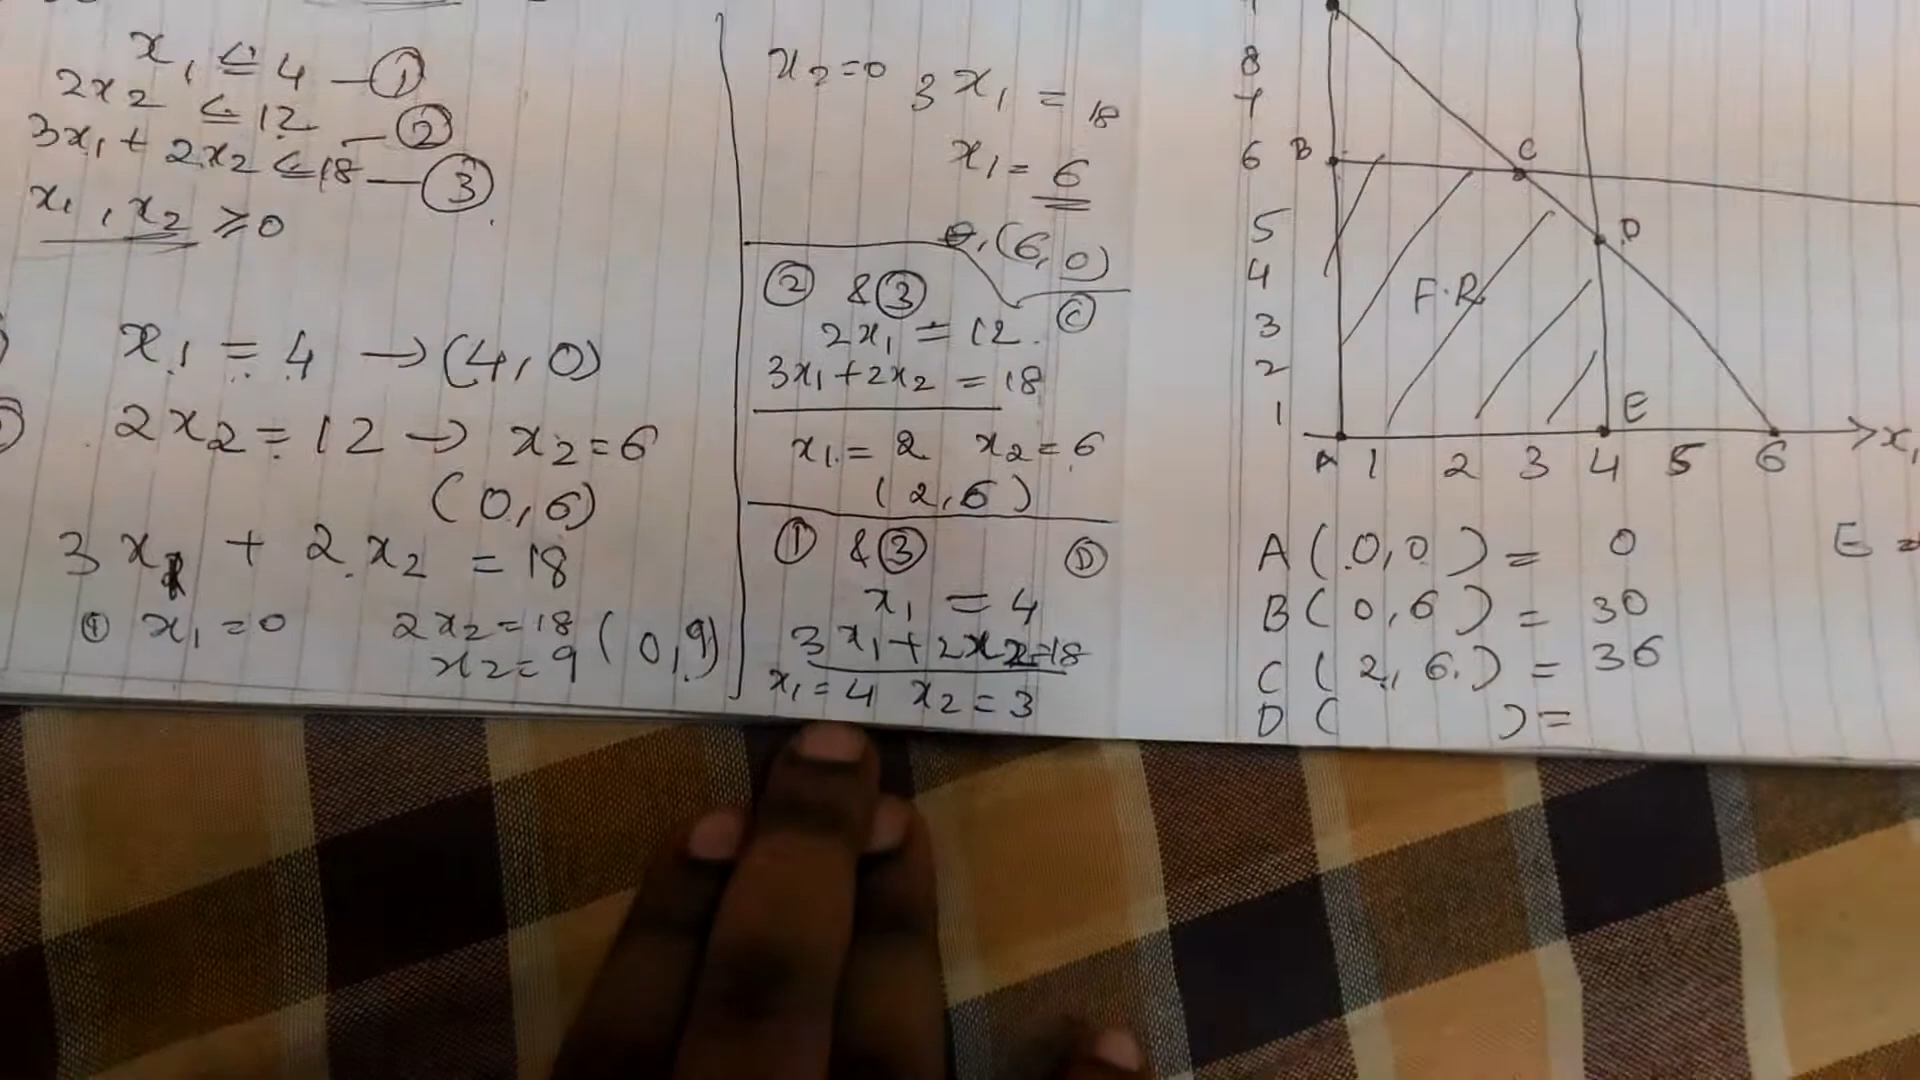 x₁ ≤ 4 — ①
2x₂ ≤ 12 — ②
3x₁ + 2x₂ ≤ 18 — ③
x₁, x₂ ≥ 0
x₁ = 4 → (4, 0)
2x₂ = 12 → x₂ = 6
(0, 6)
3x₁ + 2x₂ = 18
① x₁ = 0 2x₂ = 18
x₂ = 9 (0, 9)
x₂ = 0 3x₁ = 18
x₁ = 6
(6, 0)
② & ③ Ⓒ
2x₁ = 12
3x₁ + 2x₂ = 18
x₁ = 2 x₂ = 6
(2, 6)
① & ③ Ⓓ
x₁ = 4
3x₁ + 2x₂ = 18
x₁ = 4 x₂ = 3
8
7
6 B C
5 D
4
F.R
3
2
1 E
A 1 2 3 4 5 6 x₁
A (0, 0) = 0 E =
B (0, 6) = 30
C (2, 6) = 36
D ( ) =